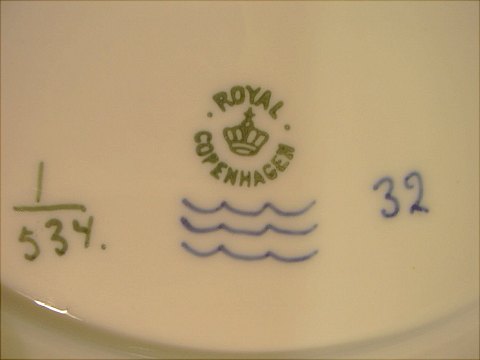 ROYAL
COPENHAGEN
1
534.
32